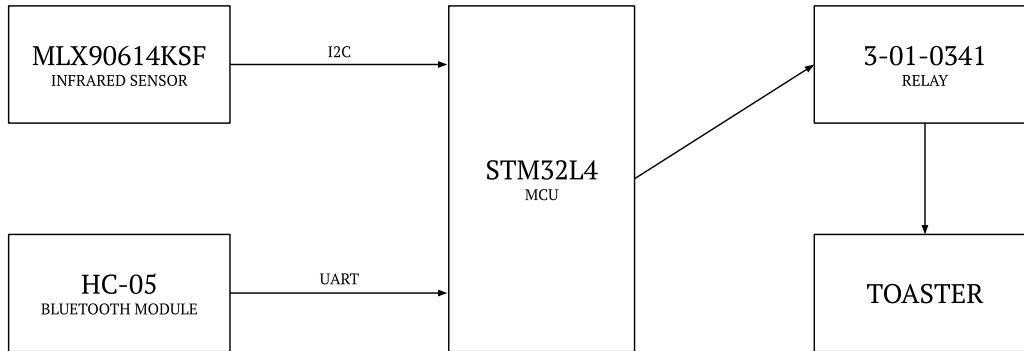 MLX90614KSF
INFRARED SENSOR
I2C
HC-05
BLUETOOTH MODULE
UART
STM32L4
MCU
3-01-0341
RELAY
TOASTER